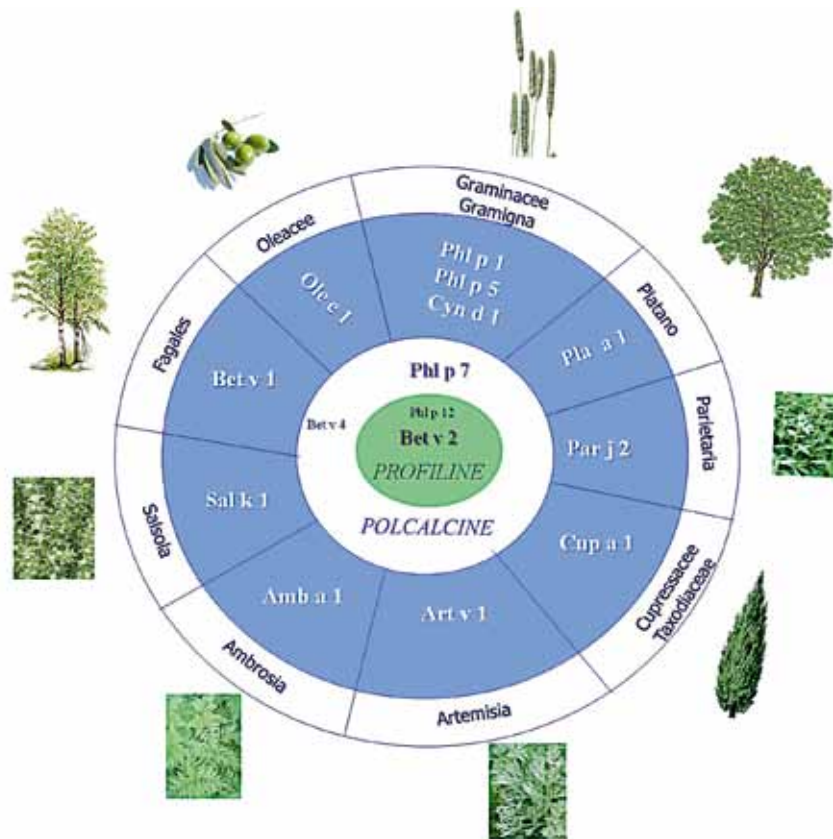 Graminacee
Gramigna
Oleacee
Platano
Phl p 1
Phl p 5
Cyn d 1
Ole e 1
Pla a 1
Fagales
Bet v 1
Phl p 7
Parietaria
Par j 2
Phl p 12
Bet v 4
Bet v 2
PROFILINE
POLCALCINE
Salsola
Sal k 1
Cup a 1
Cupressacee
Taxodiaceae
Amb a 1
Art v 1
Ambrosia
Artemisia